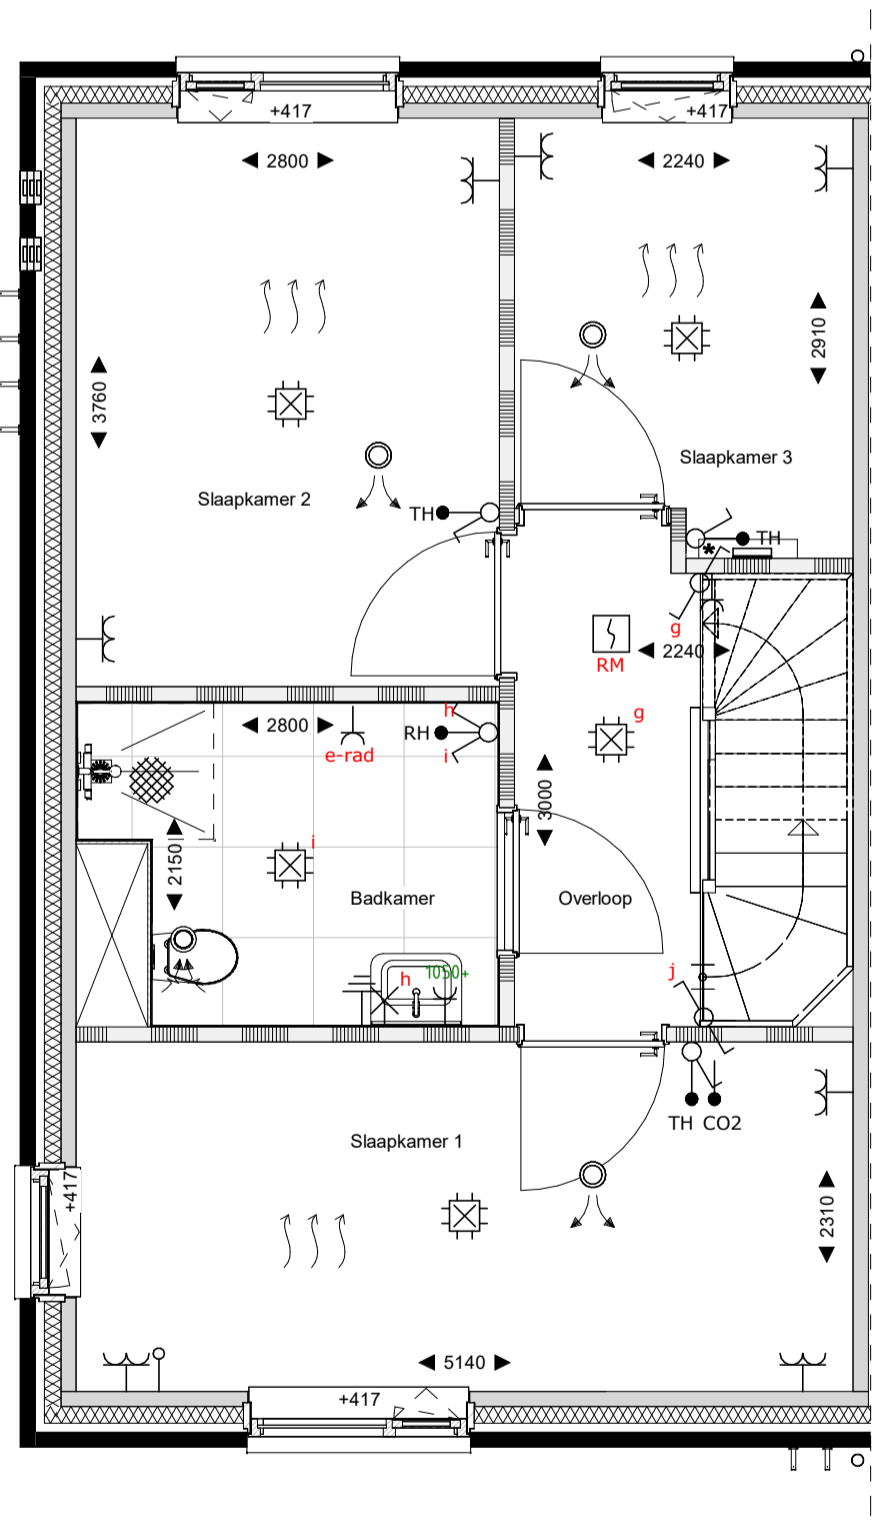 +417
+417
2800
2240
2910
3760
Slaapkamer 3
Slaapkamer 2
TH
TH
*
g
RM
2240
h
g
2800
RH
e-rad
i
3000
i
2150
Badkamer
Overloop
h
1050+
j
TH CO2
Slaapkamer 1
+417
2310
5140
+417